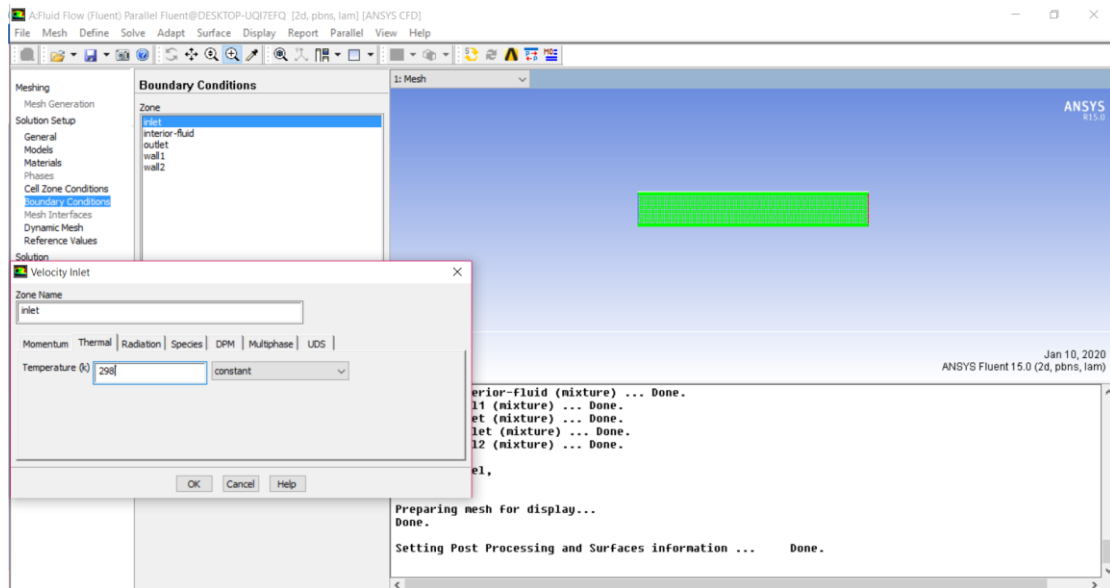 A:Fluid Flow (Fluent) Parallel Fluent@DESKTOP-UQI7EFQ [2d, pbns, lam] [ANSYS CFD]
File Mesh Define Solve Adapt Surface Display Report Parallel View Help
Meshing
Mesh Generation
Solution Setup
General
Models
Materials
Phases
Cell Zone Conditions
Boundary Conditions
Mesh Interfaces
Dynamic Mesh
Reference Values
Solution
Boundary Conditions
Zone
inlet
interior-fluid
outlet
wall1
wall2
1: Mesh
ANSYS
R15.0
Jan 10, 2020
ANSYS Fluent 15.0 (2d, pbns, lam)
Velocity Inlet
Zone Name
inlet
Momentum Thermal Radiation Species DPM Multiphase UDS
Temperature (k) 298 constant
OK Cancel Help
erior-fluid (mixture) ... Done.
l1 (mixture) ... Done.
et (mixture) ... Done.
let (mixture) ... Done.
l2 (mixture) ... Done.
el,
Preparing mesh for display...
Done.
Setting Post Processing and Surfaces information ... Done.